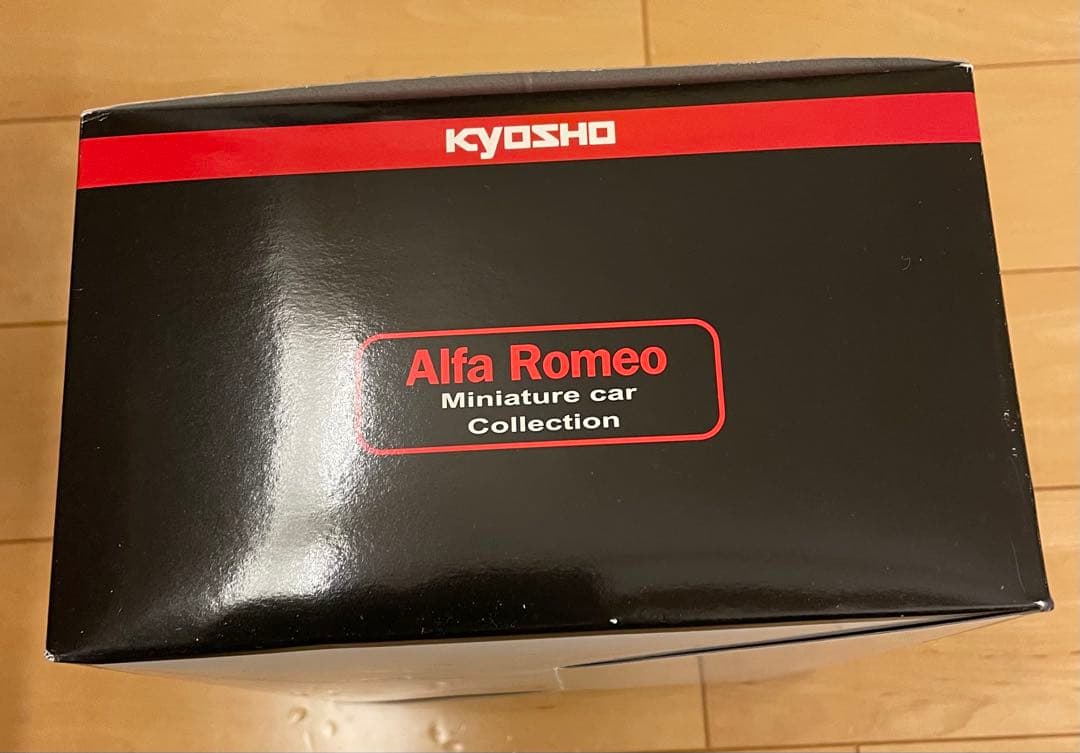 KYOSHO
Alfa Romeo
Miniature car
Collection